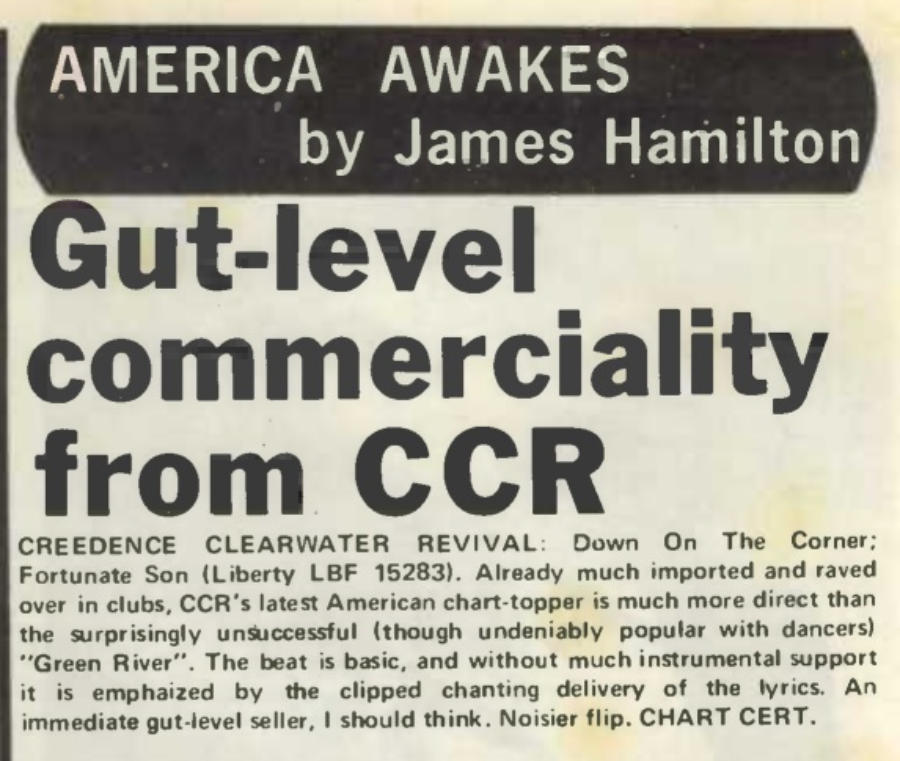 AMERICA AWAKES
by James Hamilton
Gut-level
commerciality
from CCR
CREEDENCE CLEARWATER REVIVAL: Down On The Corner;
Fortunate Son (Liberty LBF 15283). Already much imported and raved
over in clubs, CCR's latest American chart-topper is much more direct than
the surprisingly unsuccessful (though undeniably popular with dancers)
"Green River". The beat is basic, and without much instrumental support
it is emphaized by the clipped chanting delivery of the lyrics. An
immediate gut-level seller, I should think. Noisier flip. CHART CERT.